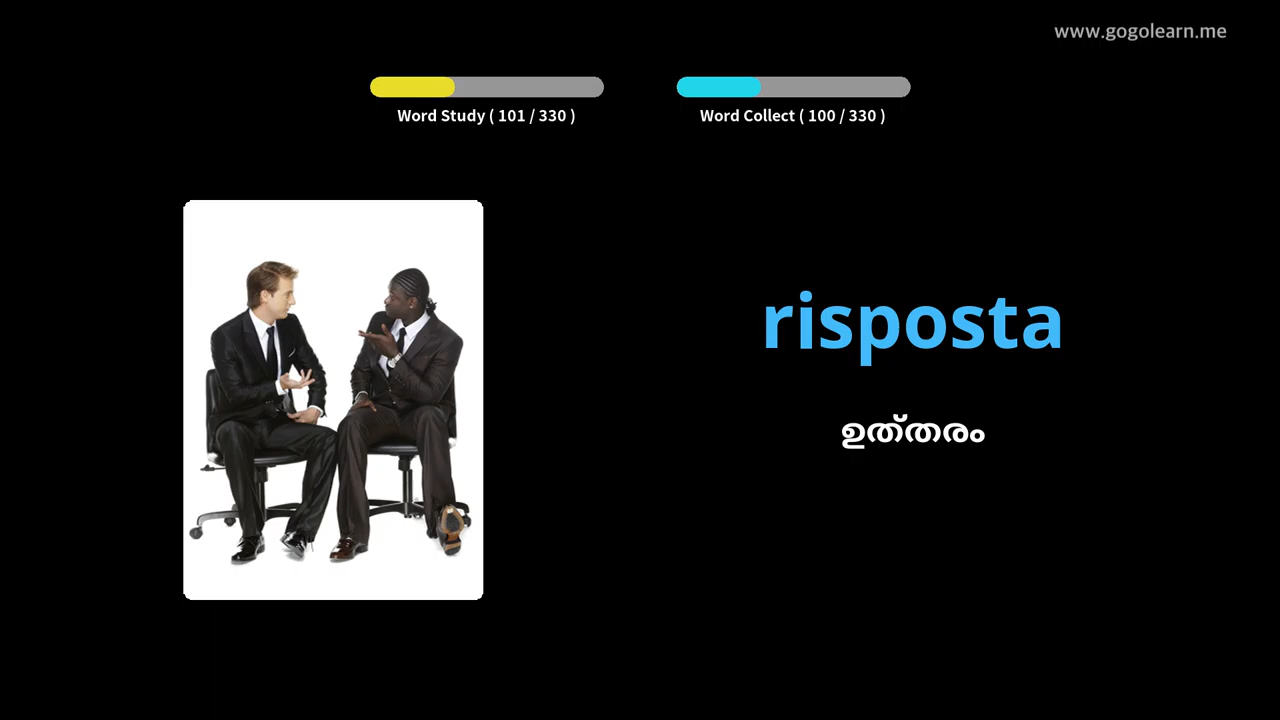 www.gogolearn.me
Word Study ( 101 / 330 )
Word Collect ( 100 / 330 )
risposta
ഉത്തരം